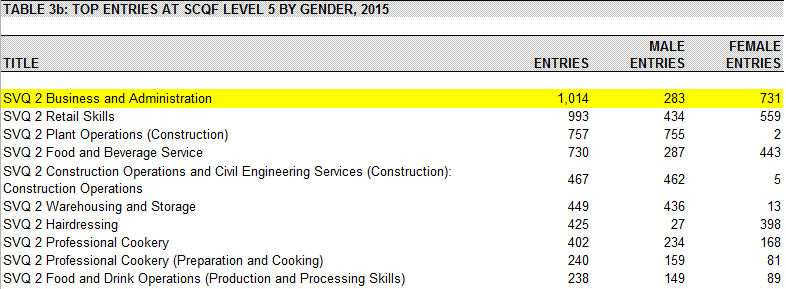 TABLE 3b: TOP ENTRIES AT SCQF LEVEL 5 BY GENDER, 2015
TITLE ENTRIES MALE ENTRIES FEMALE ENTRIES
SVQ 2 Business and Administration 1,014 283 731
SVQ 2 Retail Skills 993 434 559
SVQ 2 Plant Operations (Construction) 757 755 2
SVQ 2 Food and Beverage Service 730 287 443
SVQ 2 Construction Operations and Civil Engineering Services (Construction):
Construction Operations 467 462 5
SVQ 2 Warehousing and Storage 449 436 13
SVQ 2 Hairdressing 425 27 398
SVQ 2 Professional Cookery 402 234 168
SVQ 2 Professional Cookery (Preparation and Cooking) 240 159 81
SVQ 2 Food and Drink Operations (Production and Processing Skills) 238 149 89